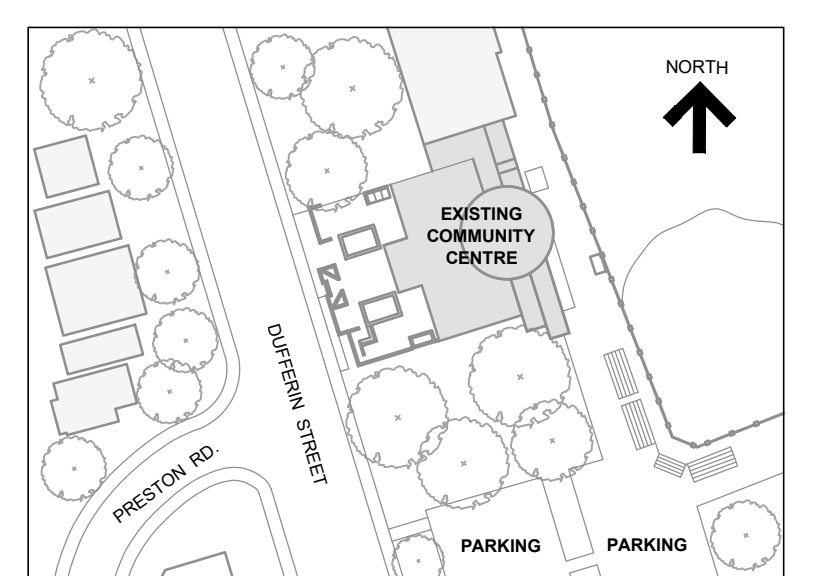 NORTH
EXISTING
COMMUNITY
CENTRE
DUFFERIN STREET
PRESTON RD.
PARKING
PARKING